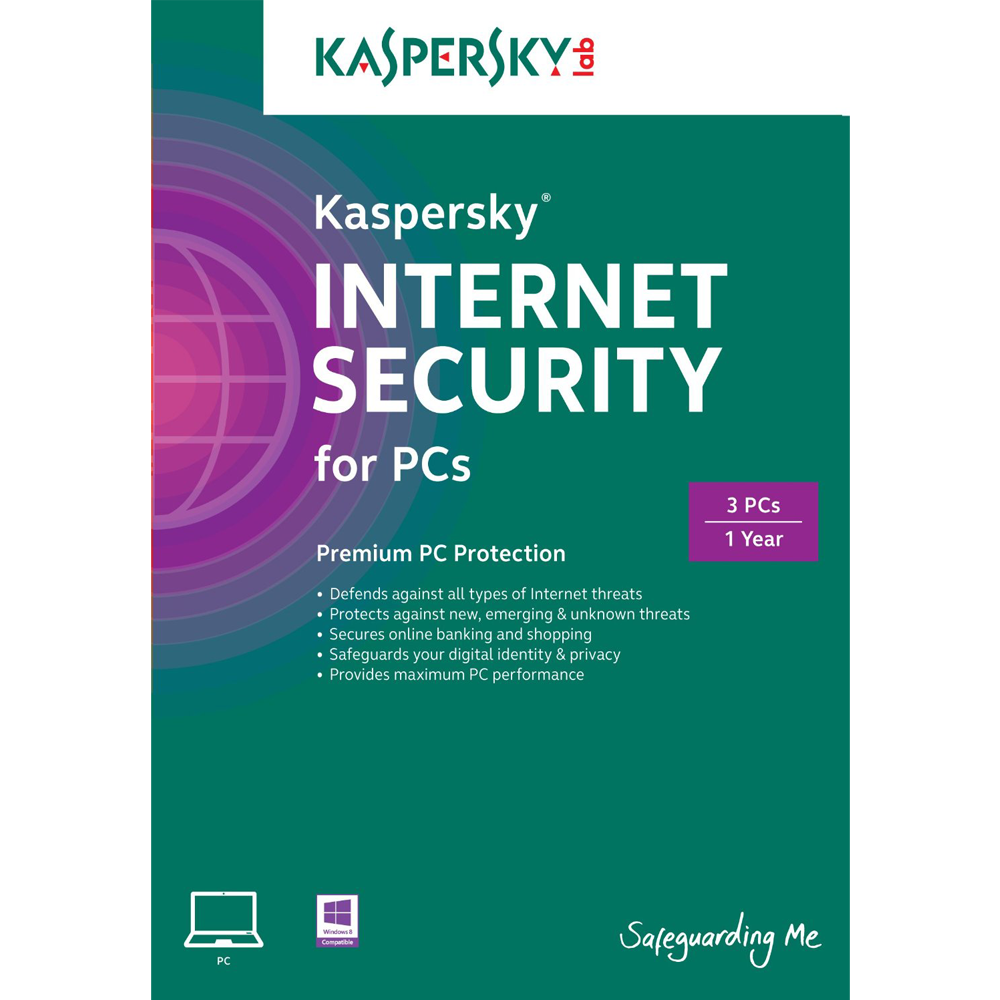 KASPERSKY lab
Kaspersky®
INTERNET
SECURITY
for PCs
3 PCs
1 Year
Premium PC Protection
• Defends against all types of Internet threats
• Protects against new, emerging & unknown threats
• Secures online banking and shopping
• Safeguards your digital identity & privacy
• Provides maximum PC performance
PC
Windows 8
Compatible
Safeguarding Me